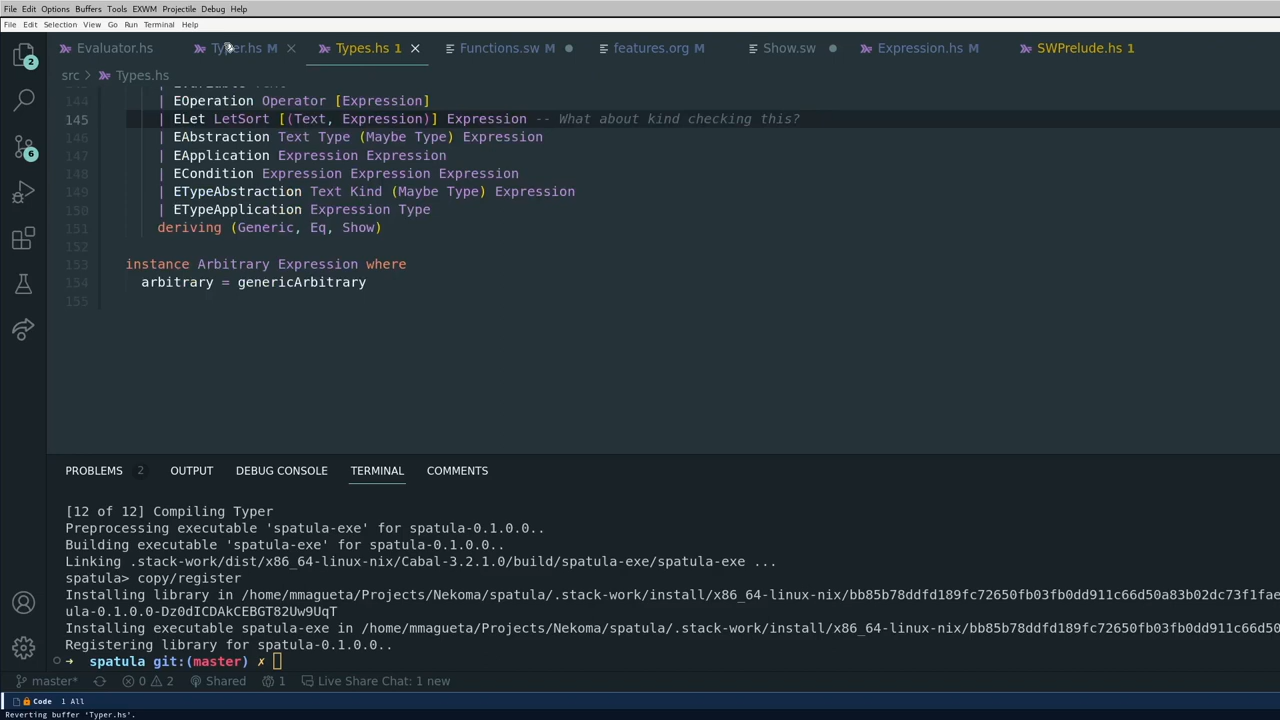 File Edit Options Buffers Tools EXWM Projectile Debug Help
File Edit Selection View Go Run Terminal Help
Evaluator.hs Typer.hs M Types.hs 1 Functions.sw M features.org M Show.sw Expression.hs M SWPrelude.hs 1
src > Types.hs
144 | EOperation Operator [Expression]
145 | ELet LetSort [(Text, Expression)] Expression -- What about kind checking this?
146 | EAbstraction Text Type (Maybe Type) Expression
147 | EApplication Expression Expression
148 | ECondition Expression Expression Expression
149 | ETypeAbstraction Text Kind (Maybe Type) Expression
150 | ETypeApplication Expression Type
151 deriving (Generic, Eq, Show)
152
153 instance Arbitrary Expression where
154 arbitrary = genericArbitrary
155
PROBLEMS 2 OUTPUT DEBUG CONSOLE TERMINAL COMMENTS
[12 of 12] Compiling Typer
Preprocessing executable 'spatula-exe' for spatula-0.1.0.0..
Building executable 'spatula-exe' for spatula-0.1.0.0..
Linking .stack-work/dist/x86_64-linux-nix/Cabal-3.2.1.0/build/spatula-exe/spatula-exe ...
spatula> copy/register
Installing library in /home/mmagueta/Projects/Nekoma/spatula/.stack-work/install/x86_64-linux-nix/bb85b78ddfd189fc72650fb03fb0dd911c66d50a83b02dc73f1fae
ula-0.1.0.0-Dz0dICDAkCEBGT82Uw9UqT
Installing executable spatula-exe in /home/mmagueta/Projects/Nekoma/spatula/.stack-work/install/x86_64-linux-nix/bb85b78ddfd189fc72650fb03fb0dd911c66d50
Registering library for spatula-0.1.0.0..
➜ spatula git:(master) ✗
master* 0 2 Shared 1 Live Share Chat: 1 new
Code 1 All
Reverting buffer 'Typer.hs'.